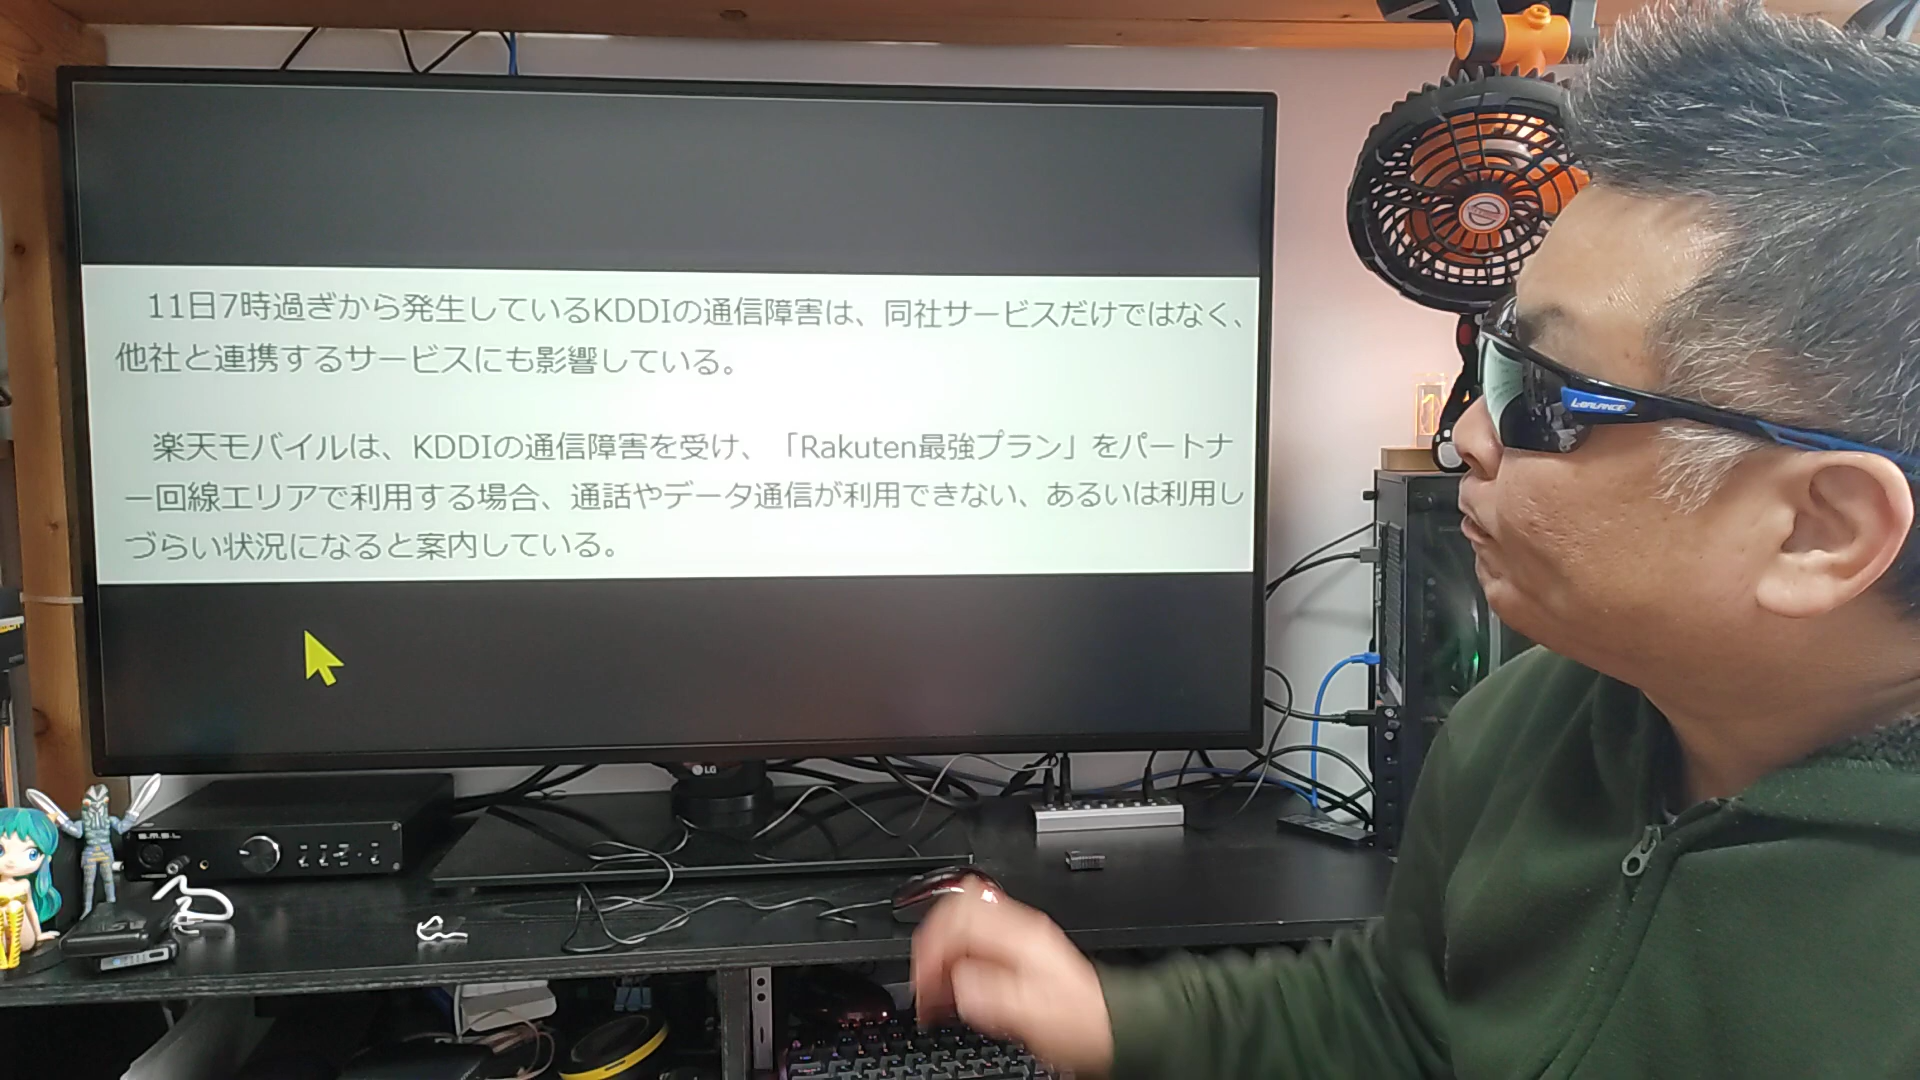 11日7時過ぎから発生しているKDDIの通信障害は、同社サービスだけではなく、
他社と連携するサービスにも影響している。
楽天モバイルは、KDDIの通信障害を受け、「Rakuten最強プラン」をパートナ
ー回線エリアで利用する場合、通話やデータ通信が利用できない、あるいは利用し
づらい状況になると案内している。
LG
S.M.S.L